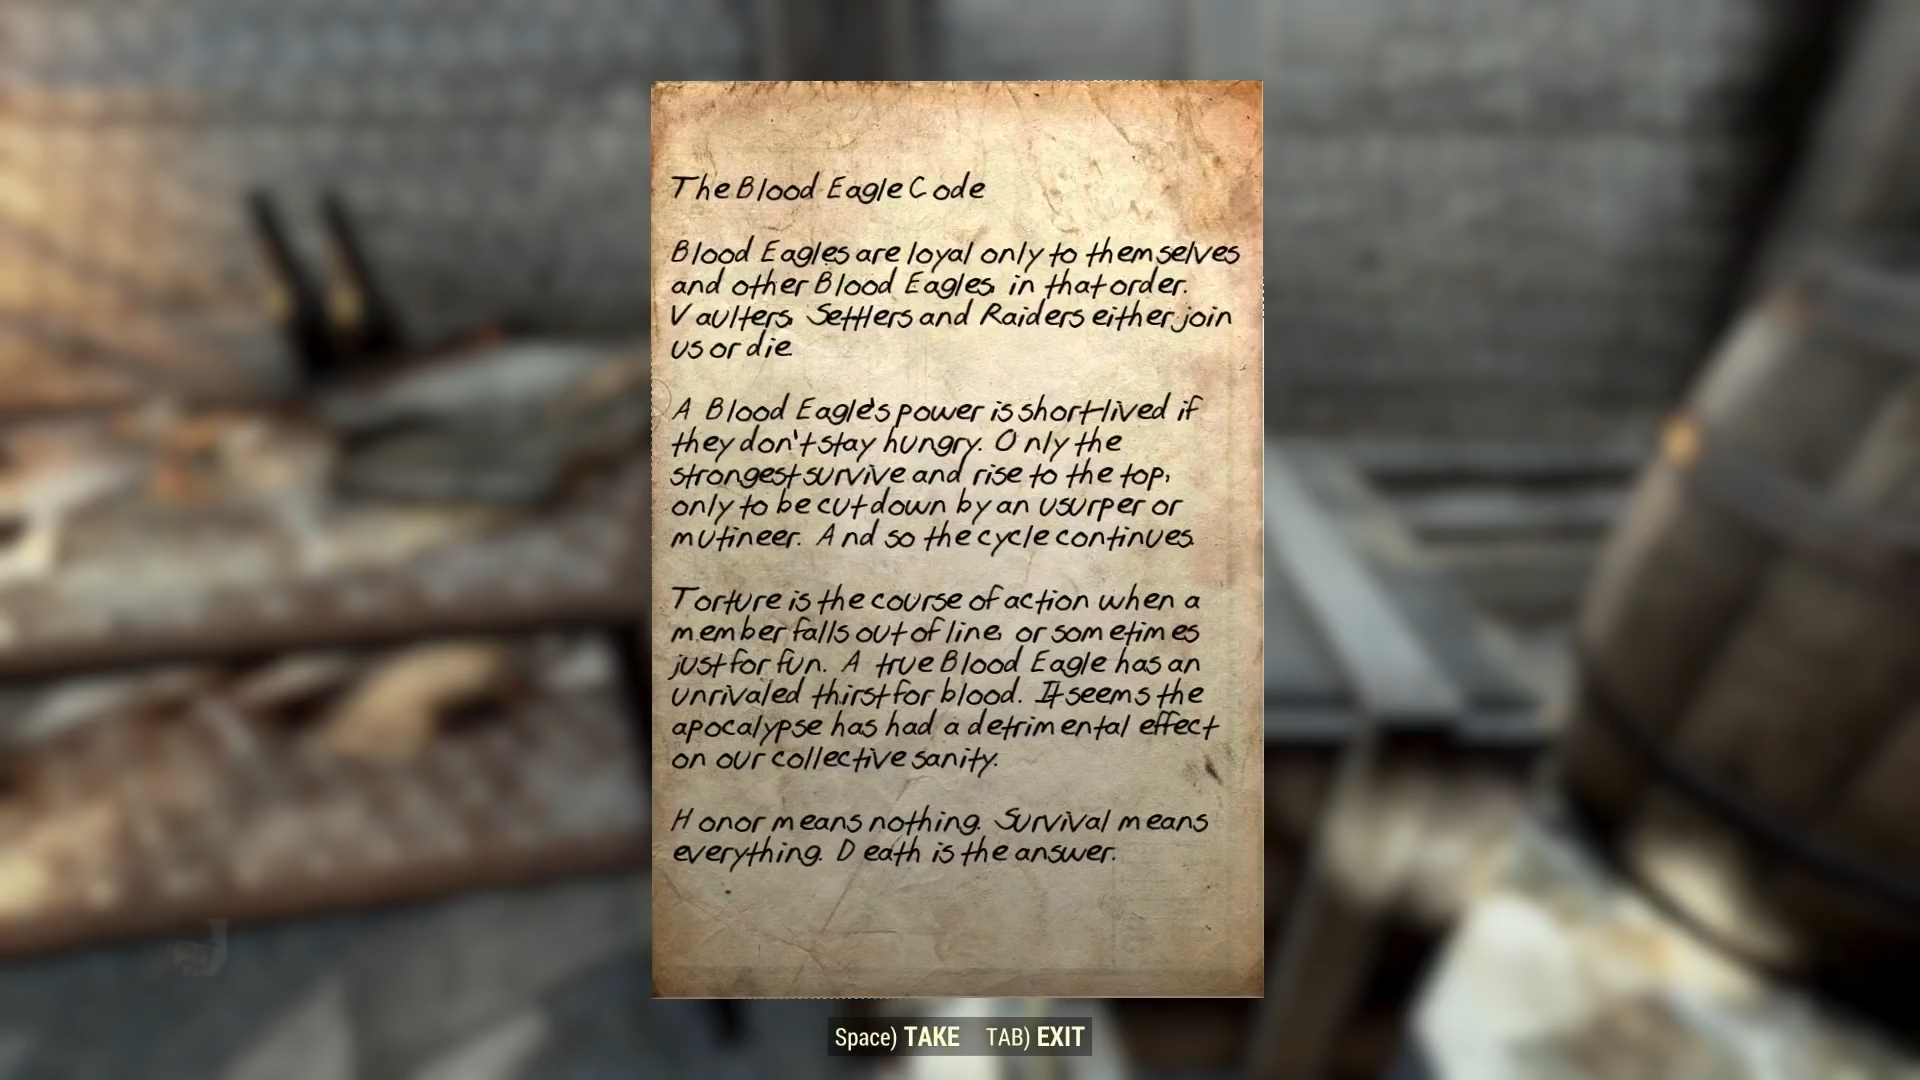 The Blood Eagle Code
Blood Eagles are loyal only to themselves
and other Blood Eagles, in that order.
Vaulters, Settlers and Raiders either join
us or die.
A Blood Eagle's power is short-lived if
they don't stay hungry. Only the
strongest survive and rise to the top,
only to be cut down by an usurper or
mutineer. And so the cycle continues.
Torture is the course of action when a
member falls out of line, or sometimes
just for fun. A true Blood Eagle has an
unrivaled thirst for blood. It seems the
apocalypse has had a detrimental effect
on our collective sanity.
Honor means nothing. Survival means
everything. Death is the answer.
Space) TAKE TAB) EXIT